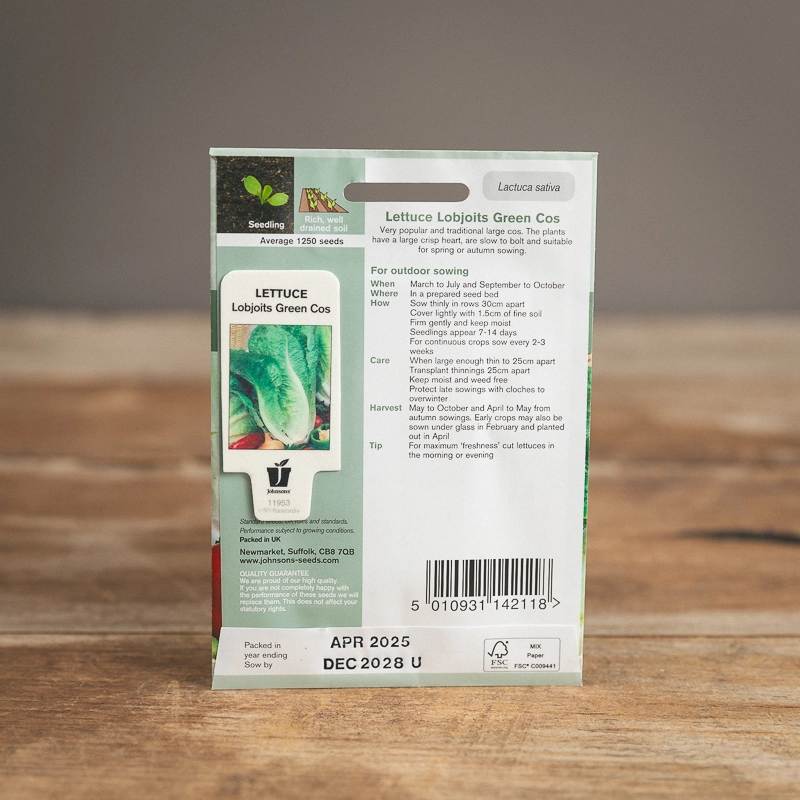 Seedling
Rich, well
drained soil
Average 1250 seeds
LETTUCE
Lobjoits Green Cos
Johnsons
11953
Standard seeds,
and standards.
Performance subject to growing conditions.
Packed in UK
Newmarket, Suffolk, CB8 7QB
www.johnsons-seeds.com
QUALITY GUARANTEE
We are proud of our high quality.
If you are not completely happy with
the performance of these seeds we will
replace them. This does not affect your
statutory rights.
Lactuca sativa
Lettuce Lobjoits Green Cos
Very popular and traditional large cos. The plants
have a large crisp heart, are slow to bolt and suitable
for spring or autumn sowing.
For outdoor sowing
When March to July and September to October
Where In a prepared seed bed
How Sow thinly in rows 30cm apart
Cover lightly with 1.5cm of fine soil
Firm gently and keep moist
Seedlings appear 7-14 days
For continuous crops sow every 2-3
weeks
Care When large enough thin to 25cm apart
Transplant thinnings 25cm apart
Keep moist and weed free
Protect late sowings with cloches to
overwinter
Harvest May to October and April to May from
autumn sowings. Early crops may also be
sown under glass in February and planted
out in April
Tip For maximum ‘freshness’ cut lettuces in
the morning or evening
5 010931 142118 >
Packed in
year ending
Sow by
APR 2025
DEC 2028 U
FSC
www.fsc.org
MIX
Paper
FSC® C009441